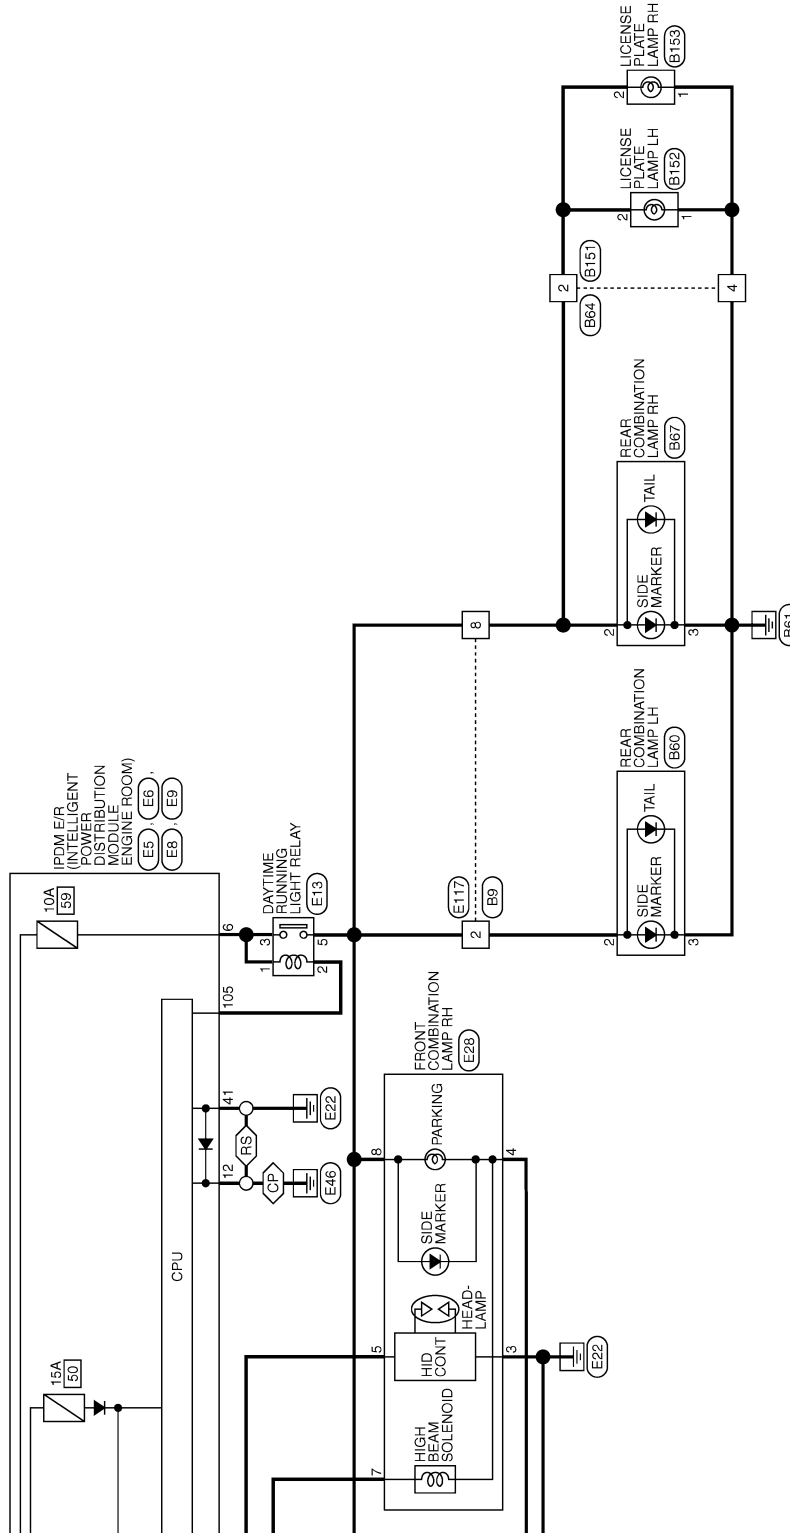 LICENSE
PLATE
LAMP RH
B153
2
1
LICENSE
PLATE
LAMP LH
B152
2
1
2
B151
B64
4
REAR
COMBINATION
LAMP RH
B67
TAIL
SIDE
MARKER
2
3
8
B61
REAR
COMBINATION
LAMP LH
B60
TAIL
SIDE
MARKER
2
3
IPDM E/R
(INTELLIGENT
POWER
DISTRIBUTION
MODULE
ENGINE ROOM)
E5 , E6 ,
E8 , E9
10A
59
6
DAYTIME
RUNNING
LIGHT RELAY
E13
3
5
1
2
E117
B9
2
105
FRONT
COMBINATION
LAMP RH
E28
41
E22
RS
12
CP
E46
8
PARKING
4
SIDE
MARKER
CPU
HEAD-
LAMP
5
HID
CONT
3
E22
15A
50
HIGH
BEAM
SOLENOID
7